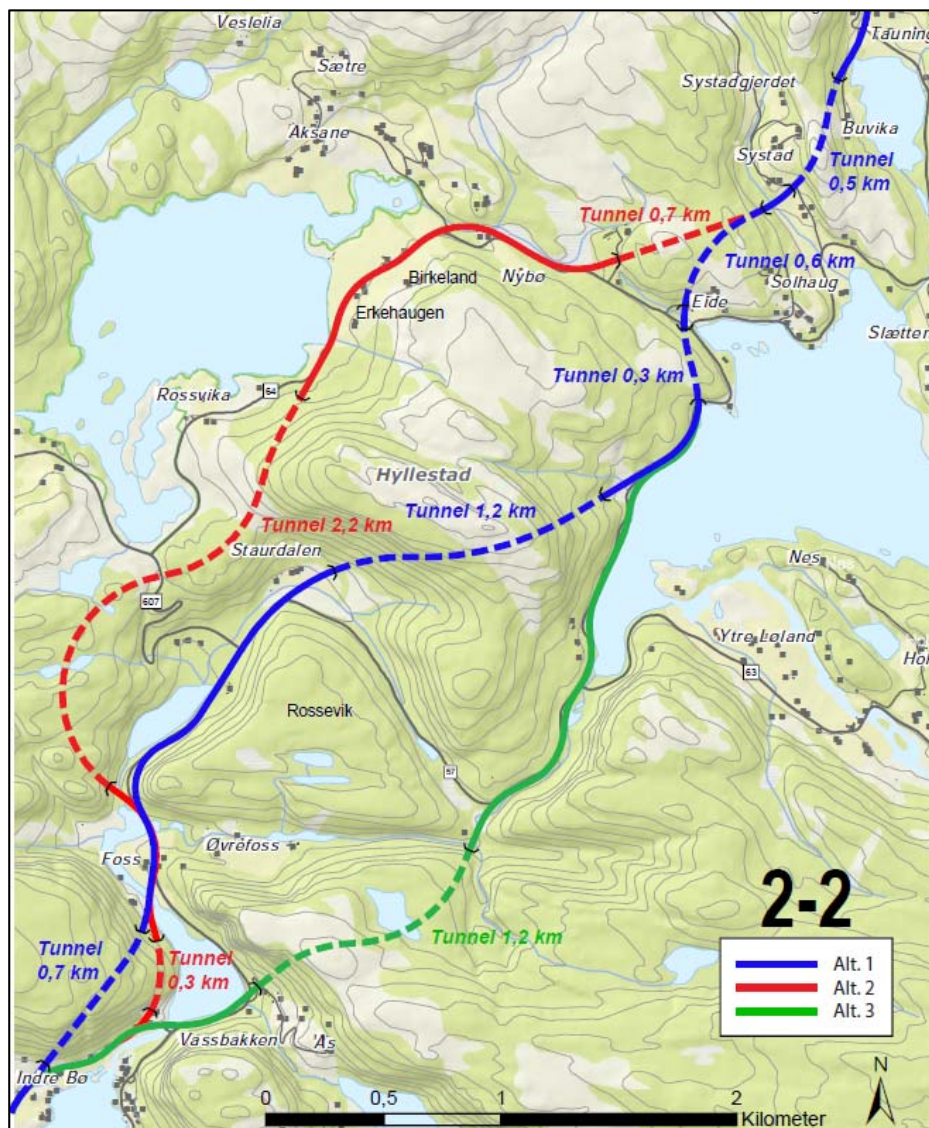 Veslelia
Tauning
Sætre
Systadgjerdet
Aksane
Buvika
Systad
Tunnel
0,5 km
Tunnel 0,7 km
Tunnel 0,6 km
Birkeland
Nybø
Solhaug
Eide
Erkehaugen
Slætten
Tunnel 0,3 km
Rossvika
64
Hyllestad
Tunnel 1,2 km
Tunnel 2,2 km
Staurdalen
Nes
607
Ytre Løland
Hol
63
Rossevik
57
Øvrefoss
Foss
2-2
Tunnel 1,2 km
Tunnel
0,7 km
Tunnel
0,3 km
Alt. 1
Alt. 2
Alt. 3
Vassbakken
Ås
Indre Bø
N
0 0,5 1 2
Kilometer